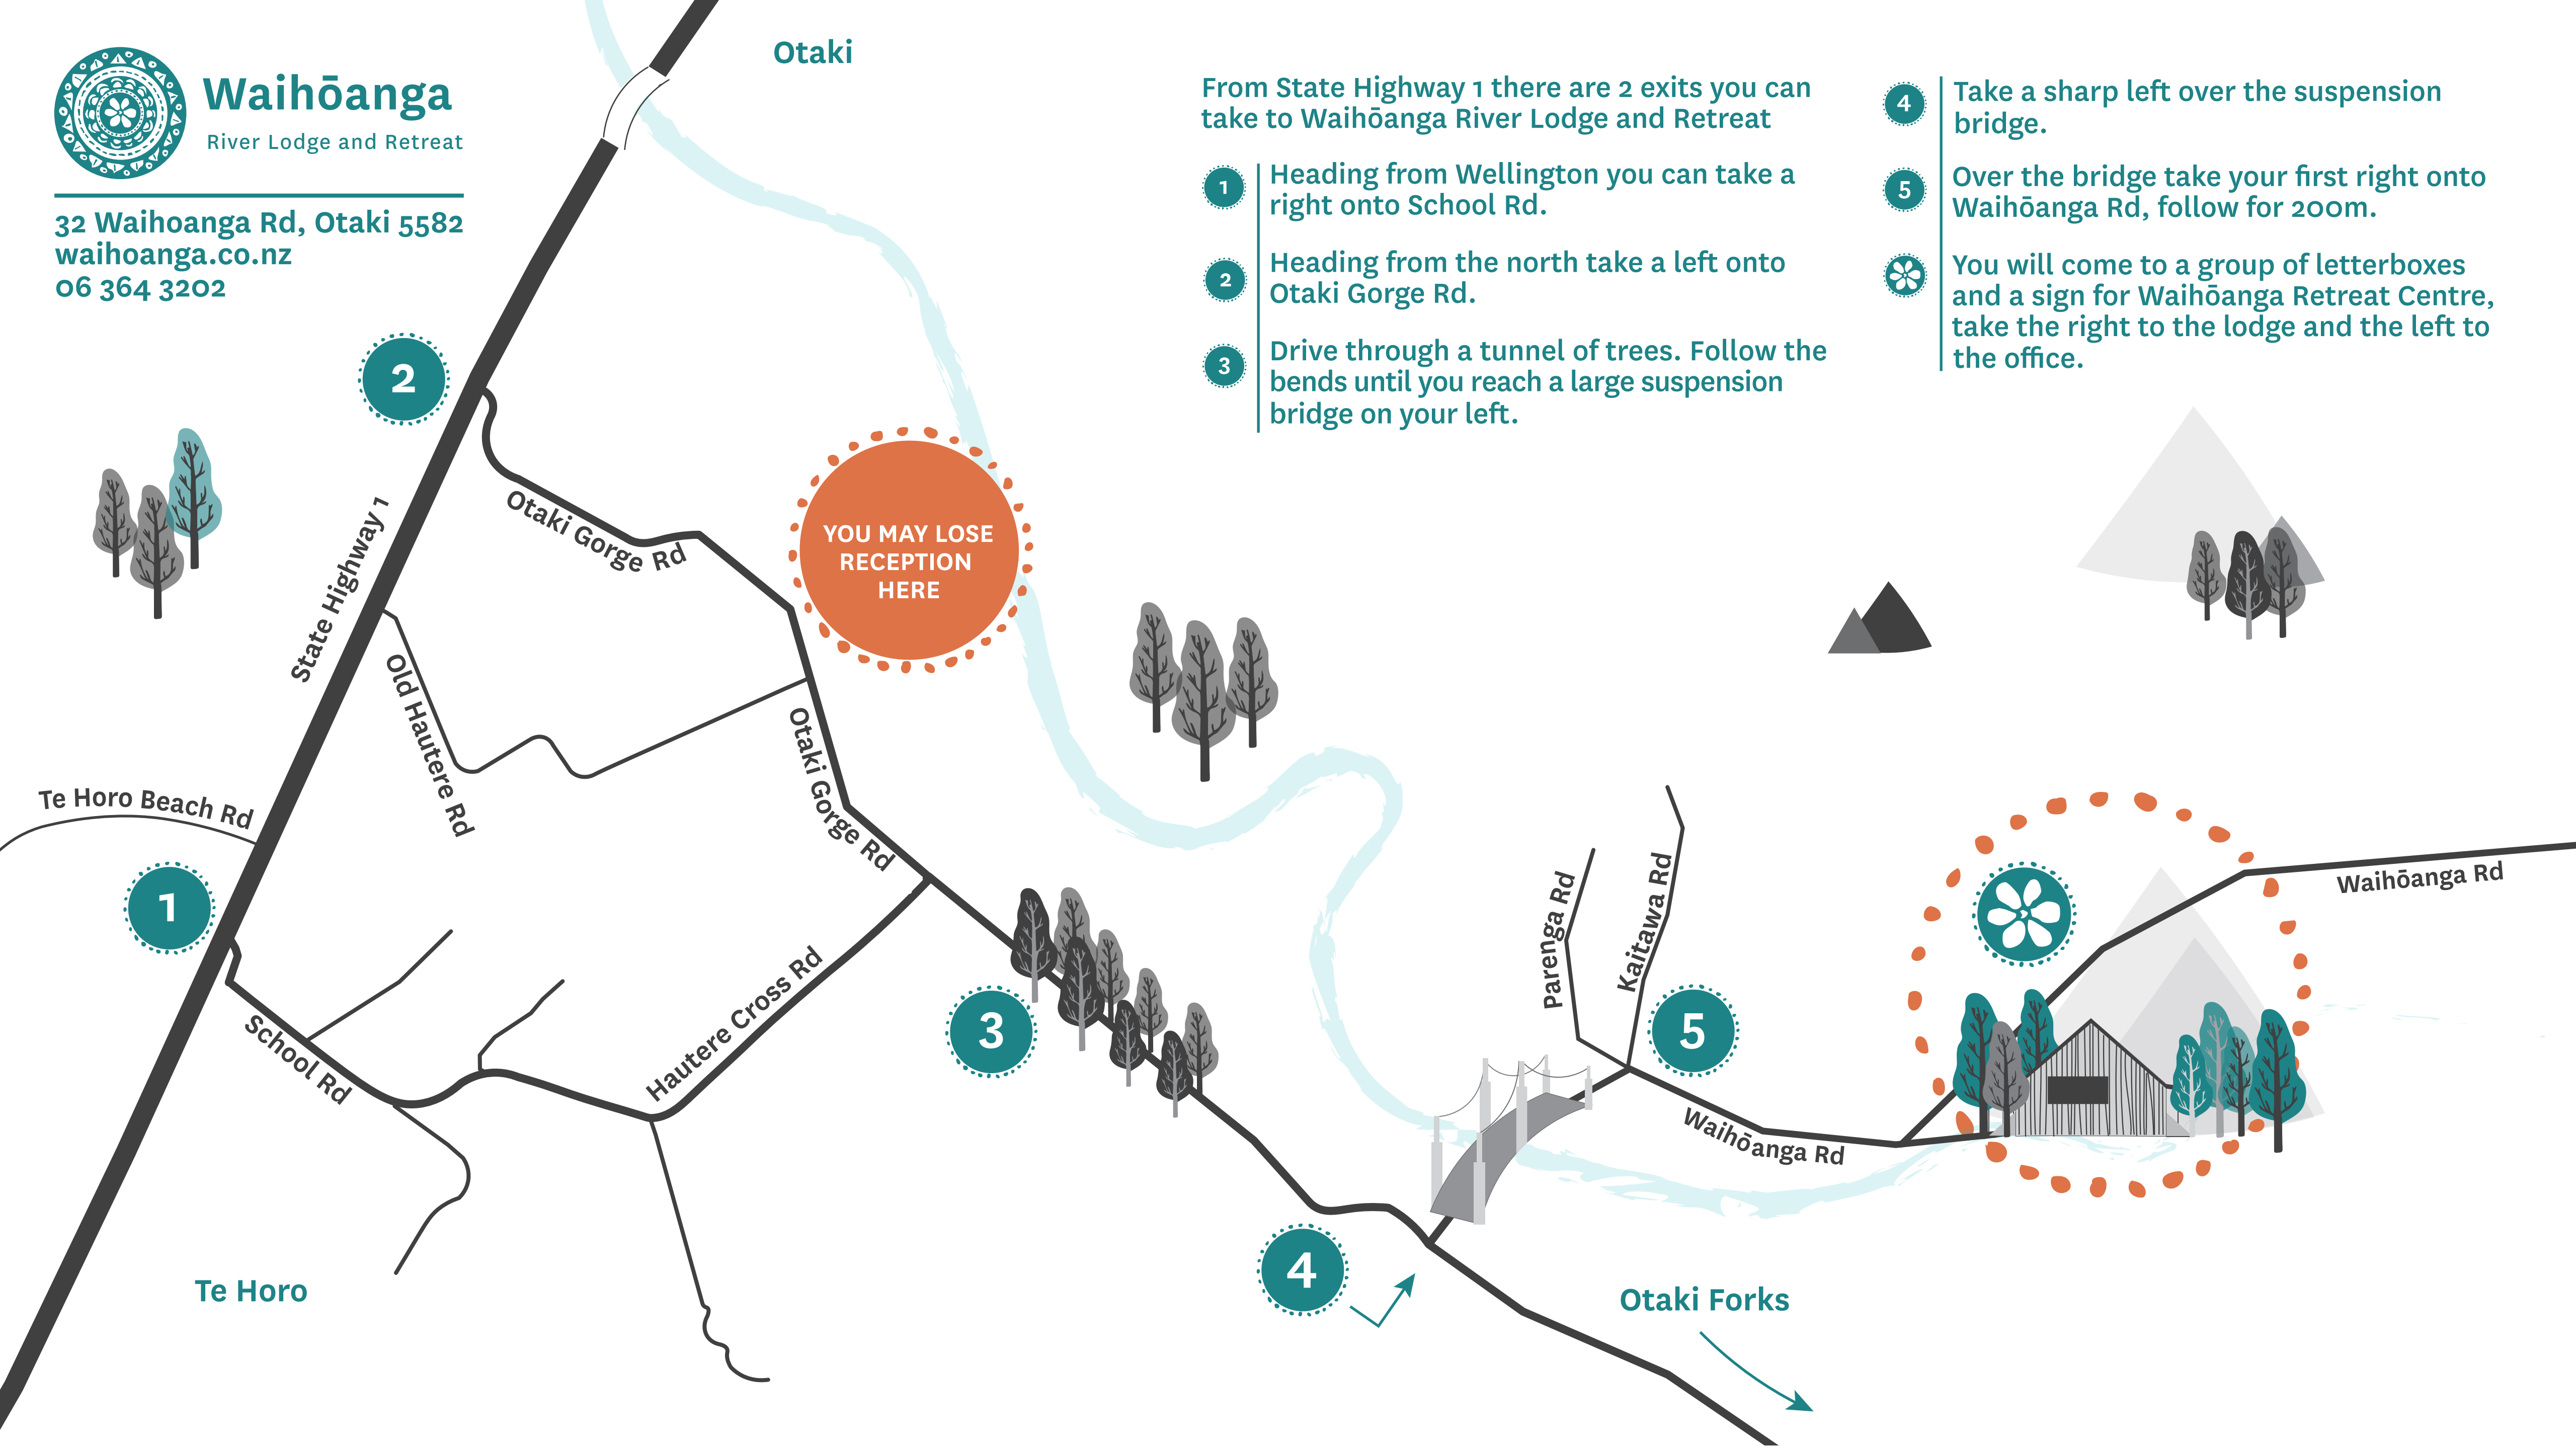 Waihōanga
River Lodge and Retreat
32 Waihoanga Rd, Otaki 5582
waihoanga.co.nz
06 364 3202
Otaki
From State Highway 1 there are 2 exits you can
take to Waihōanga River Lodge and Retreat
1
Heading from Wellington you can take a
right onto School Rd.
2
Heading from the north take a left onto
Otaki Gorge Rd.
3
Drive through a tunnel of trees. Follow the
bends until you reach a large suspension
bridge on your left.
4
Take a sharp left over the suspension
bridge.
5
Over the bridge take your first right onto
Waihōanga Rd, follow for 200m.
You will come to a group of letterboxes
and a sign for Waihōanga Retreat Centre,
take the right to the lodge and the left to
the office.
2
State Highway 1
Otaki Gorge Rd
YOU MAY LOSE
RECEPTION
HERE
Old Hautere Rd
Otaki Gorge Rd
Te Horo Beach Rd
1
School Rd
Hautere Cross Rd
3
Parenga Rd
Kaitawa Rd
5
Waihōanga Rd
Waihōanga Rd
4
Te Horo
Otaki Forks